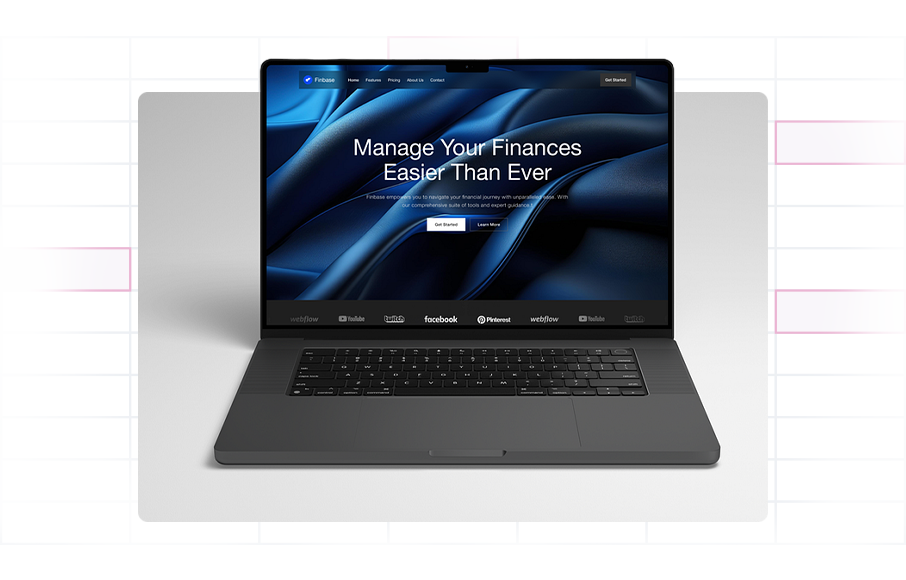 Finbase Home Features Pricing About Us Contact Get Started
Manage Your Finances
Easier Than Ever
Finbase empowers you to navigate your financial journey with unparalleled ease. With
our comprehensive suite of tools and expert guidance
Get Started Learn More
webflow YouTube twitch facebook Pinterest webflow YouTube twitch
Q W E R T Y U I O P
A S D F G H J K L
Z X C V B N M